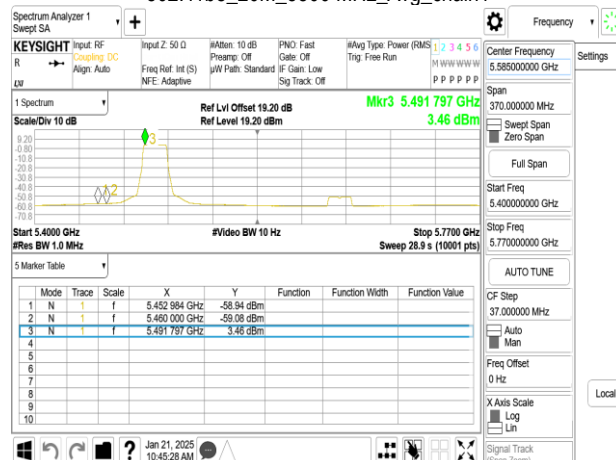 Spectrum Analyzer 1
Swept SA
Frequency
Settings
KEYSIGHT
R
Input: RF
Coupling: DC
Align: Auto
Input Z: 50 Ω
Freq Ref: Int (S)
NFE: Adaptive
#Atten: 10 dB
Preamp: Off
µW Path: Standard
PNO: Fast
Gate: Off
IF Gain: Low
Sig Track: Off
#Avg Type: Power (RMS
Trig: Free Run
1 2 3 4 5 6
M W W W W W
P P P P P P
1 Spectrum
Scale/Div 10 dB
Ref Lvl Offset 19.20 dB
Ref Level 19.20 dBm
Mkr3 5.491 797 GHz
3.46 dBm
3
2
9.20
-0.80
-10.8
-20.8
-30.8
-40.8
-50.8
-60.8
-70.8
Start 5.4000 GHz
#Res BW 1.0 MHz
#Video BW 10 Hz
Stop 5.7700 GHz
Sweep 28.9 s (10001 pts)
5 Marker Table
Mode Trace Scale X Y Function Function Width Function Value
1 N 1 f 5.452 984 GHz -58.94 dBm
2 N 1 f 5.460 000 GHz -59.08 dBm
3 N 1 f 5.491 797 GHz 3.46 dBm
4
5
6
7
8
9
10
Center Frequency
5.585000000 GHz
Span
370.000000 MHz
Swept Span
Zero Span
Full Span
Start Freq
5.400000000 GHz
Stop Freq
5.770000000 GHz
AUTO TUNE
CF Step
37.000000 MHz
Auto
Man
Freq Offset
0 Hz
X Axis Scale
Log
Lin
Signal Track
Local
?
Jan 21, 2025
10:45:28 AM